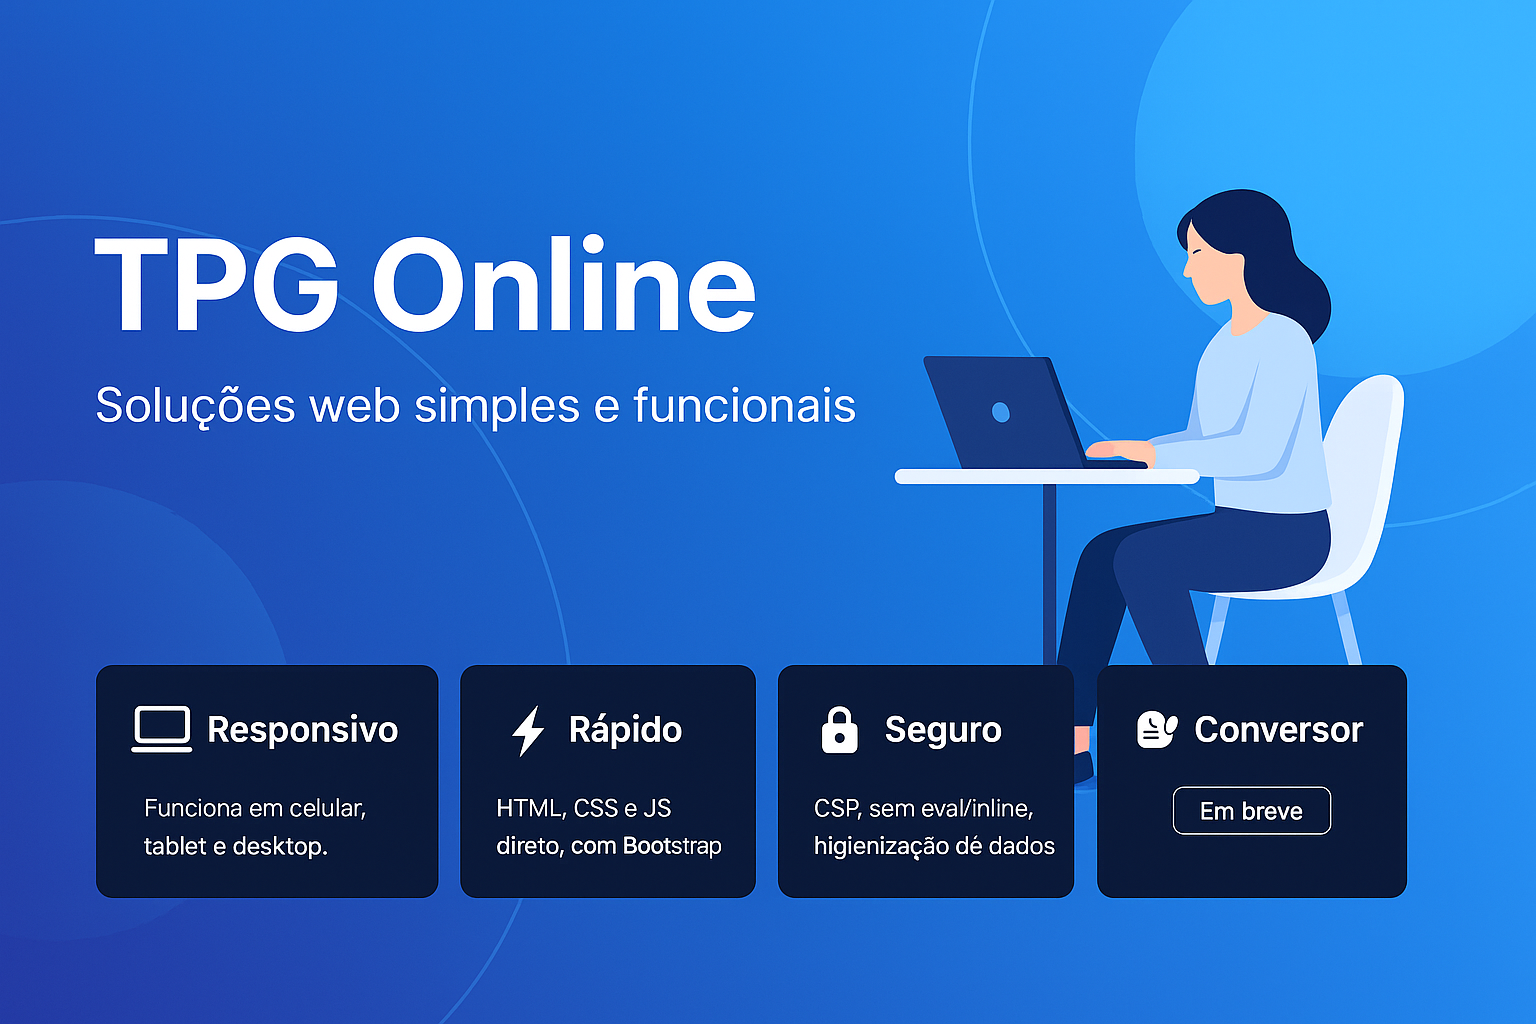 TPG Online
Soluções web simples e funcionais
Responsivo
Funciona em celular,
tablet e desktop.
Rápido
HTML, CSS e JS
direto, com Bootstrap
Seguro
CSP, sem eval/inline,
higienização dé dados
Conversor
Em breve